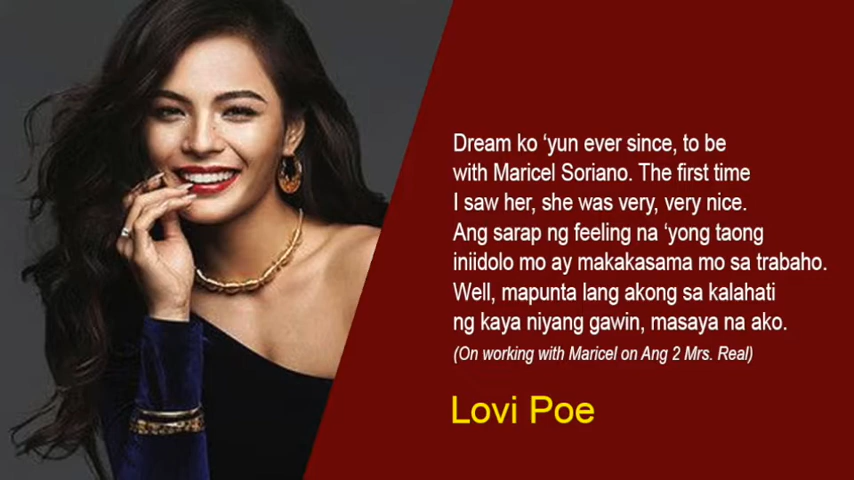 Dream ko ‘yun ever since, to be
with Maricel Soriano. The first time
I saw her, she was very, very nice.
Ang sarap ng feeling na ‘yong taong
iniidolo mo ay makakasama mo sa trabaho.
Well, mapunta lang akong sa kalahati
ng kaya niyang gawin, masaya na ako.
(On working with Maricel on Ang 2 Mrs. Real)
Lovi Poe